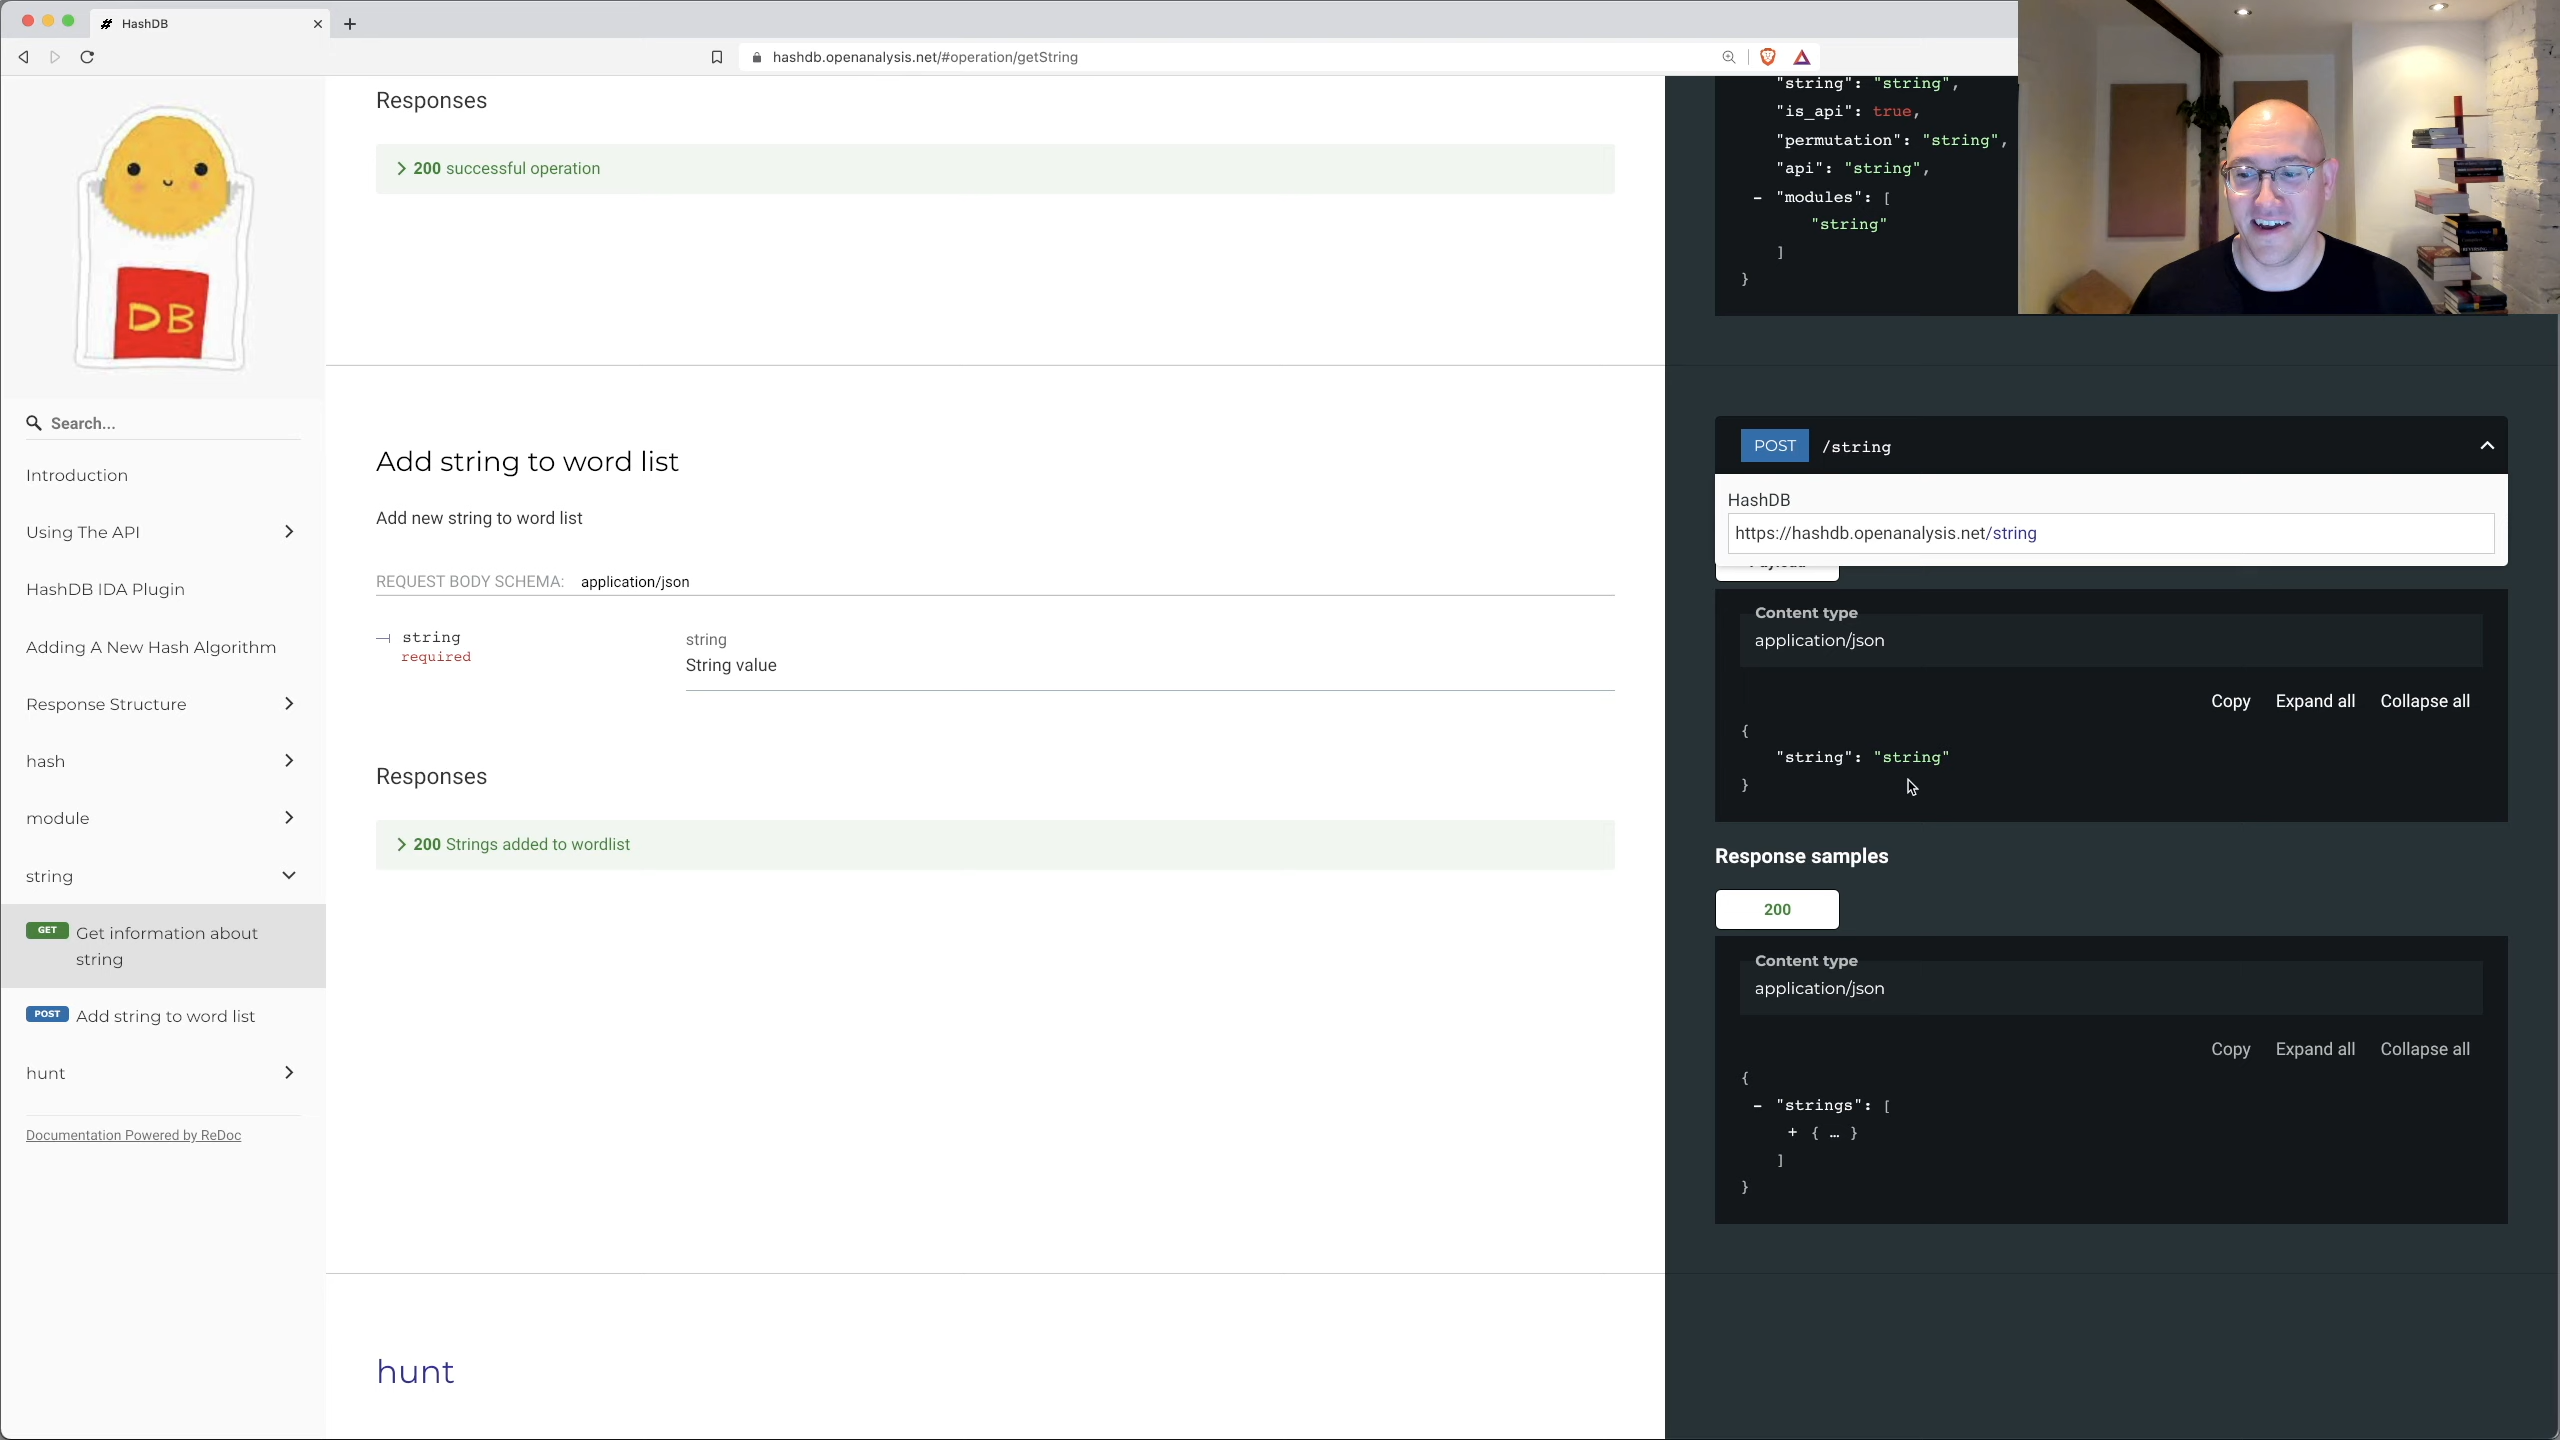 HashDB
hashdb.openanalysis.net/#operation/getString
DB
Search...
Introduction
Using The API
HashDB IDA Plugin
Adding A New Hash Algorithm
Response Structure
hash
module
string
GET Get information about
string
POST Add string to word list
hunt
Documentation Powered by ReDoc
Responses
200 successful operation
Add string to word list
Add new string to word list
REQUEST BODY SCHEMA: application/json
string
required
string
String value
Responses
200 Strings added to wordlist
hunt
"string": "string",
"is_api": true,
"permutation": "string",
"api": "string",
- "modules": [
"string"
]
}
POST /string
HashDB
https://hashdb.openanalysis.net/string
Content type
application/json
Copy Expand all Collapse all
{
"string": "string"
}
Response samples
200
Content type
application/json
Copy Expand all Collapse all
{
- "strings": [
+ { … }
]
}